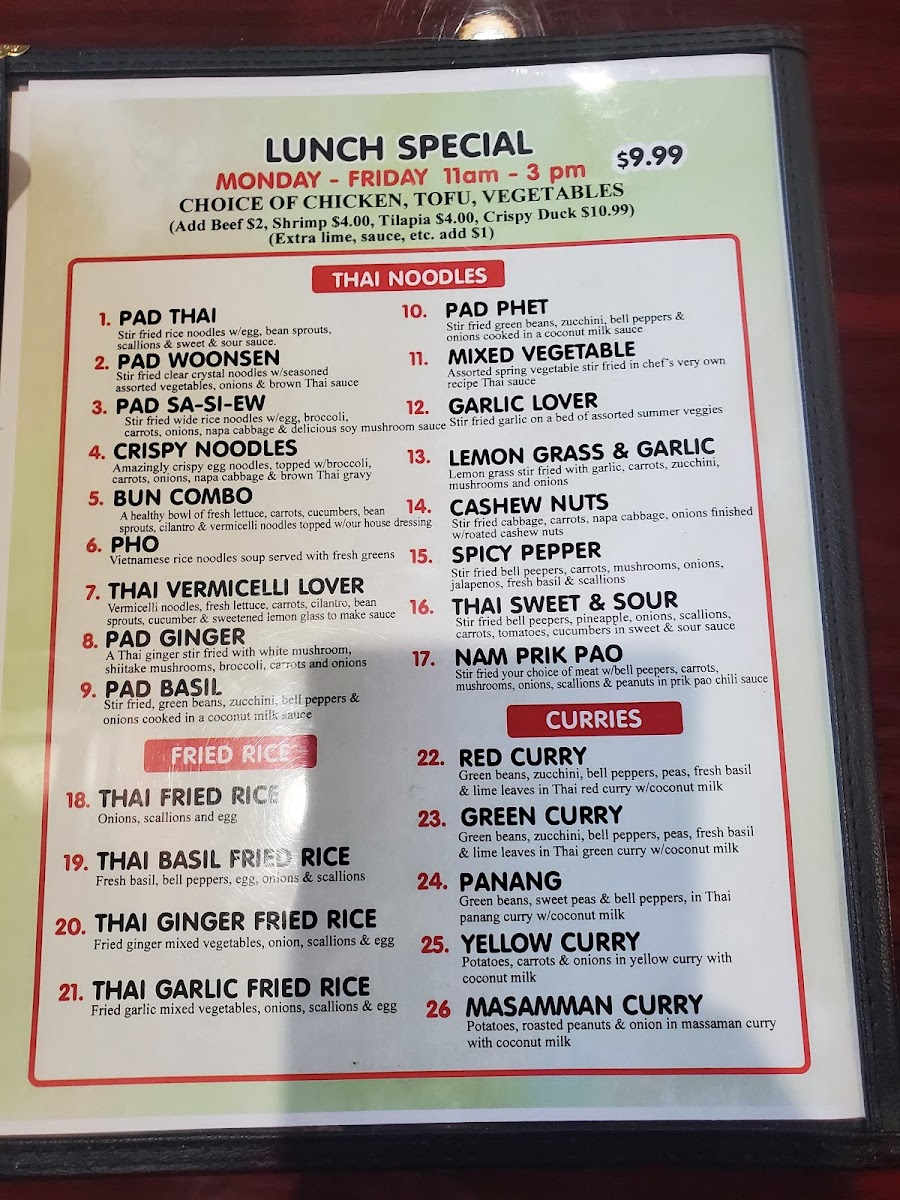 LUNCH SPECIAL
$9.99
MONDAY - FRIDAY 11am - 3 pm
CHOICE OF CHICKEN, TOFU, VEGETABLES
(Add Beef $2, Shrimp $4.00, Tilapia $4.00, Crispy Duck $10.99)
(Extra lime, sauce, etc. add $1)
THAI NOODLES
1. PAD THAI
Stir fried rice noodles w/egg, bean sprouts,
scallions & sweet & sour sauce.
2. PAD WOONSEN
Stir fried clear crystal noodles w/seasoned
assorted vegetables, onions & brown Thai sauce
3. PAD SA-SI-EW
Stir fried wide rice noodles w/egg, broccoli,
carrots, onions, napa cabbage & delicious soy mushroom sauce
4. CRISPY NOODLES
Amazingly crispy egg noodles, topped w/broccoli,
carrots, onions, napa cabbage & brown Thai gravy
5. BUN COMBO
A healthy bowl of fresh lettuce, carrots, cucumbers, bean
sprouts, cilantro & vermicelli noodles topped w/our house dressing
6. PHO
Vietnamese rice noodles soup served with fresh greens
7. THAI VERMICELLI LOVER
Vermicelli noodles, fresh lettuce, carrots, cilantro, bean
sprouts, cucumber & sweetened lemon glass to make sauce
8. PAD GINGER
A Thai ginger stir fried with white mushroom,
shiitake mushrooms, broccoli, carrots and onions
9. PAD BASIL
Stir fried, green beans, zucchini, bell peppers &
onions cooked in a coconut milk sauce
10. PAD PHET
Stir fried green beans, zucchini, bell peppers &
onions cooked in a coconut milk sauce
11. MIXED VEGETABLE
Assorted spring vegetable stir fried in chef's very own
recipe Thai sauce
12. GARLIC LOVER
Stir fried garlic on a bed of assorted summer veggies
13. LEMON GRASS & GARLIC
Lemon grass stir fried with garlic, carrots, zucchini,
mushrooms and onions
14. CASHEW NUTS
Stir fried cabbage, carrots, napa cabbage, onions finished
w/roated cashew nuts
15. SPICY PEPPER
Stir fried bell peepers, carrots, mushrooms, onions,
jalapenos, fresh basil & scallions
16. THAI SWEET & SOUR
Stir fried bell peepers, pineapple, onions, scallions,
carrots, tomatoes, cucumbers in sweet & sour sauce
17. NAM PRIK PAO
Stir fried your choice of meat w/bell peepers, carrots,
mushrooms, onions, scallions & peanuts in prik pao chili sauce
FRIED RICE
18. THAI FRIED RICE
Onions, scallions and egg
19. THAI BASIL FRIED RICE
Fresh basil, bell peppers, egg, onions & scallions
20. THAI GINGER FRIED RICE
Fried ginger mixed vegetables, onion, scallions & egg
21. THAI GARLIC FRIED RICE
Fried garlic mixed vegetables, onions, scallions & egg
CURRIES
22. RED CURRY
Green beans, zucchini, bell peppers, peas, fresh basil
& lime leaves in Thai red curry w/coconut milk
23. GREEN CURRY
Green beans, zucchini, bell peppers, peas, fresh basil
& lime leaves in Thai green curry w/coconut milk
24. PANANG
Green beans, sweet peas & bell peppers, in Thai
panang curry w/coconut milk
25. YELLOW CURRY
Potatoes, carrots & onions in yellow curry with
coconut milk
26 MASAMMAN CURRY
Potatoes, roasted peanuts & onion in massaman curry
with coconut milk